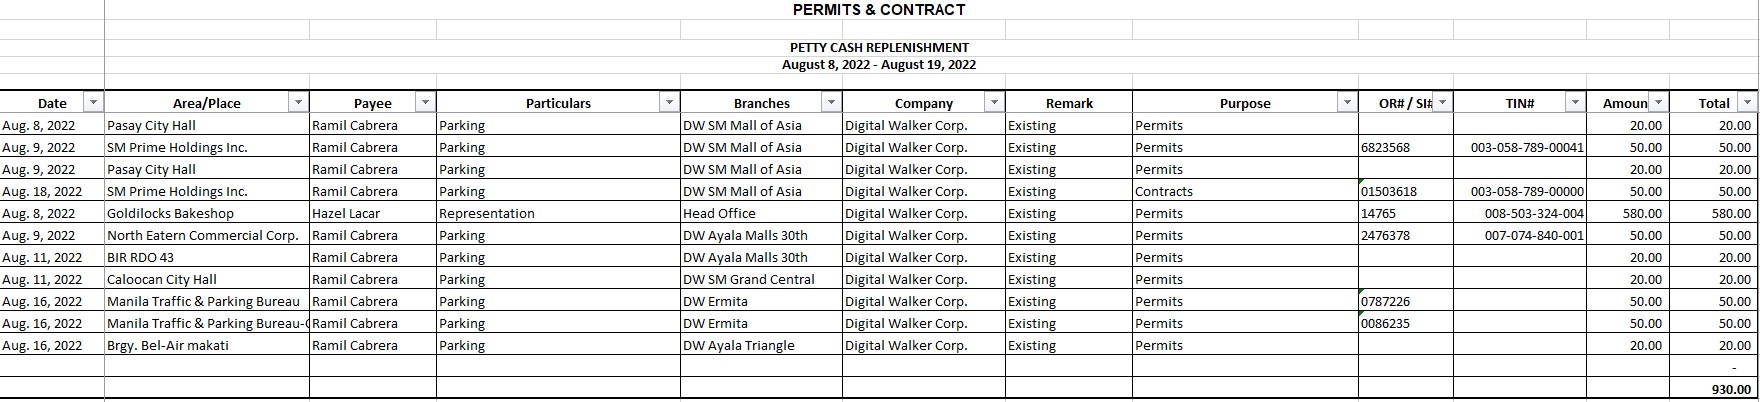 PERMITS & CONTRACT
PETTY CASH REPLENISHMENT
August 8, 2022 - August 19, 2022
Date Area/Place Payee Particulars Branches Company Remark Purpose OR# / SI# TIN# Amoun Total
Aug. 8, 2022 Pasay City Hall Ramil Cabrera Parking DW SM Mall of Asia Digital Walker Corp. Existing Permits 20.00 20.00
Aug. 9, 2022 SM Prime Holdings Inc. Ramil Cabrera Parking DW SM Mall of Asia Digital Walker Corp. Existing Permits 6823568 003-058-789-00041 50.00 50.00
Aug. 9, 2022 Pasay City Hall Ramil Cabrera Parking DW SM Mall of Asia Digital Walker Corp. Existing Permits 20.00 20.00
Aug. 18, 2022 SM Prime Holdings Inc. Ramil Cabrera Parking DW SM Mall of Asia Digital Walker Corp. Existing Contracts 01503618 003-058-789-00000 50.00 50.00
Aug. 8, 2022 Goldilocks Bakeshop Hazel Lacar Representation Head Office Digital Walker Corp. Existing Permits 14765 008-503-324-004 580.00 580.00
Aug. 9, 2022 North Eatern Commercial Corp. Ramil Cabrera Parking DW Ayala Malls 30th Digital Walker Corp. Existing Permits 2476378 007-074-840-001 50.00 50.00
Aug. 11, 2022 BIR RDO 43 Ramil Cabrera Parking DW Ayala Malls 30th Digital Walker Corp. Existing Permits 20.00 20.00
Aug. 11, 2022 Caloocan City Hall Ramil Cabrera Parking DW SM Grand Central Digital Walker Corp. Existing Permits 20.00 20.00
Aug. 16, 2022 Manila Traffic & Parking Bureau Ramil Cabrera Parking DW Ermita Digital Walker Corp. Existing Permits 0787226 50.00 50.00
Aug. 16, 2022 Manila Traffic & Parking Bureau- Ramil Cabrera Parking DW Ermita Digital Walker Corp. Existing Permits 0086235 50.00 50.00
Aug. 16, 2022 Brgy. Bel-Air makati Ramil Cabrera Parking DW Ayala Triangle Digital Walker Corp. Existing Permits 20.00 20.00
-
930.00